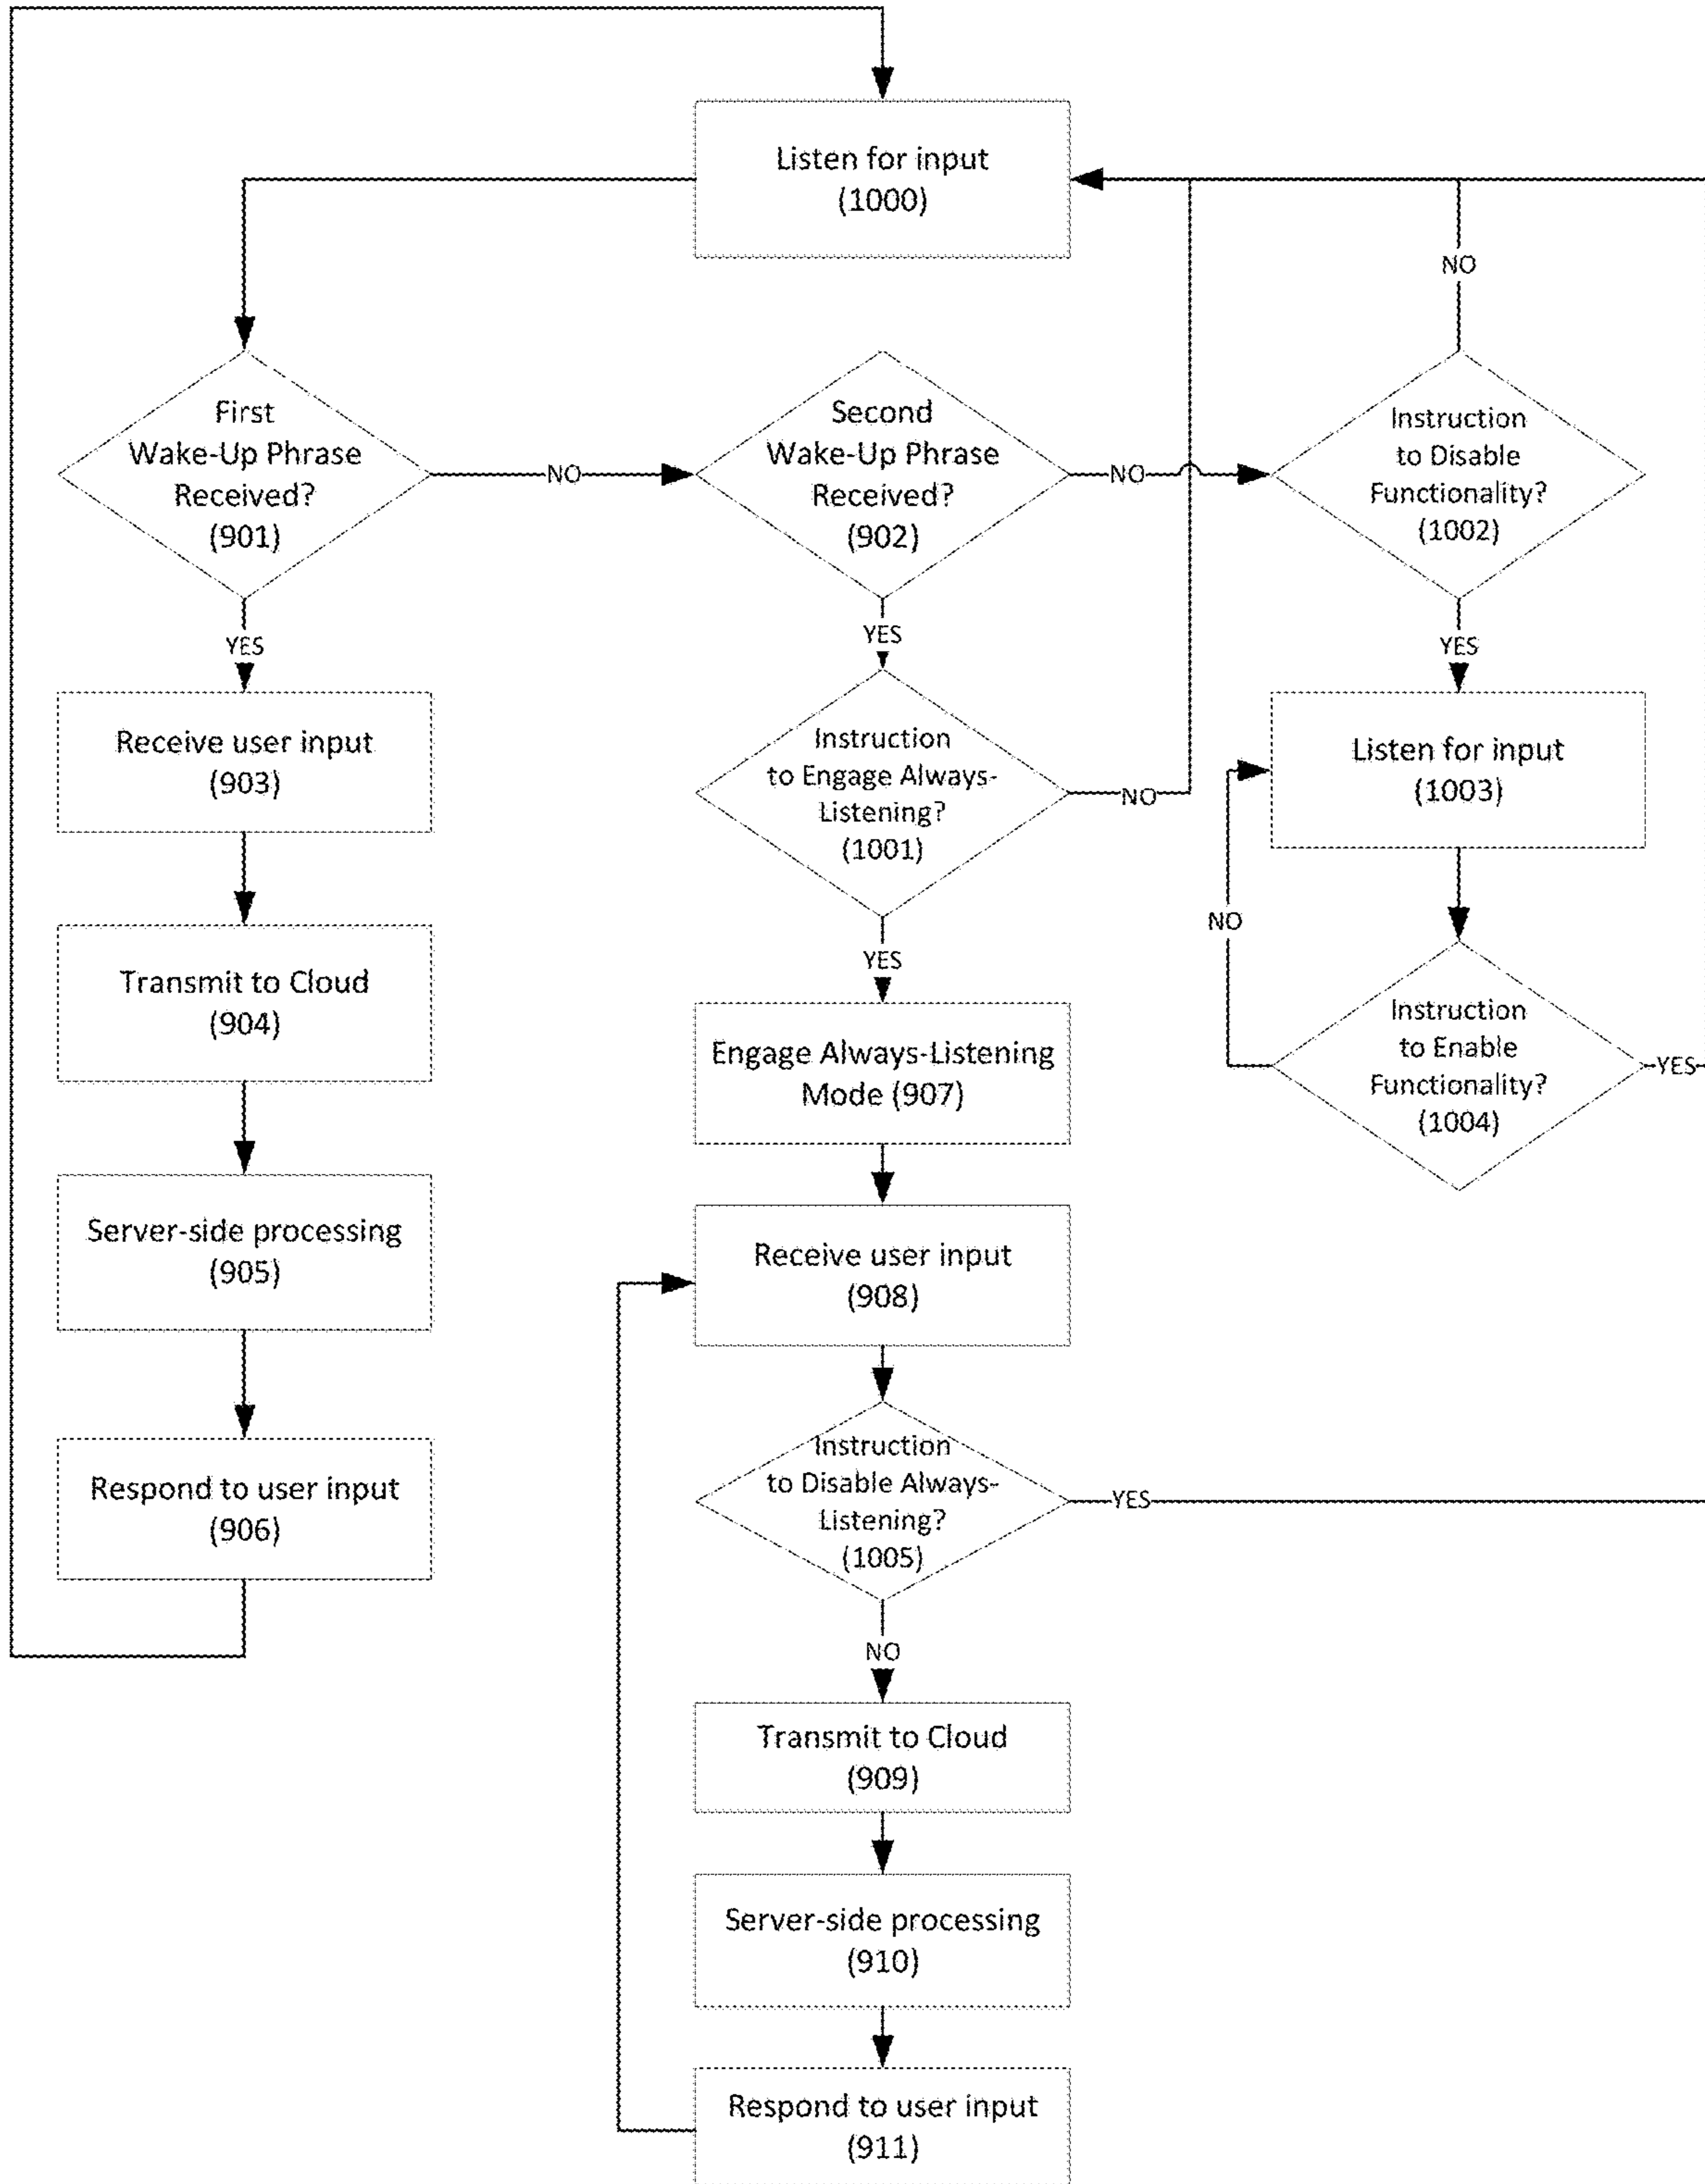 Listen for input
(1000)
NO
First
Wake-Up Phrase
Received?
(901)
NO
Second
Wake-Up Phrase
Received?
(902)
NO
Instruction
to Disable
Functionality?
(1002)
YES
YES
YES
Receive user input
(903)
Instruction
to Engage Always-
Listening?
(1001)
NO
Listen for input
(1003)
NO
YES
Transmit to Cloud
(904)
Engage Always-Listening
Mode (907)
Instruction
to Enable
Functionality?
(1004)
YES
Server-side processing
(905)
Receive user input
(908)
Respond to user input
(906)
Instruction
to Disable Always-
Listening?
(1005)
YES
NO
Transmit to Cloud
(909)
Server-side processing
(910)
Respond to user input
(911)